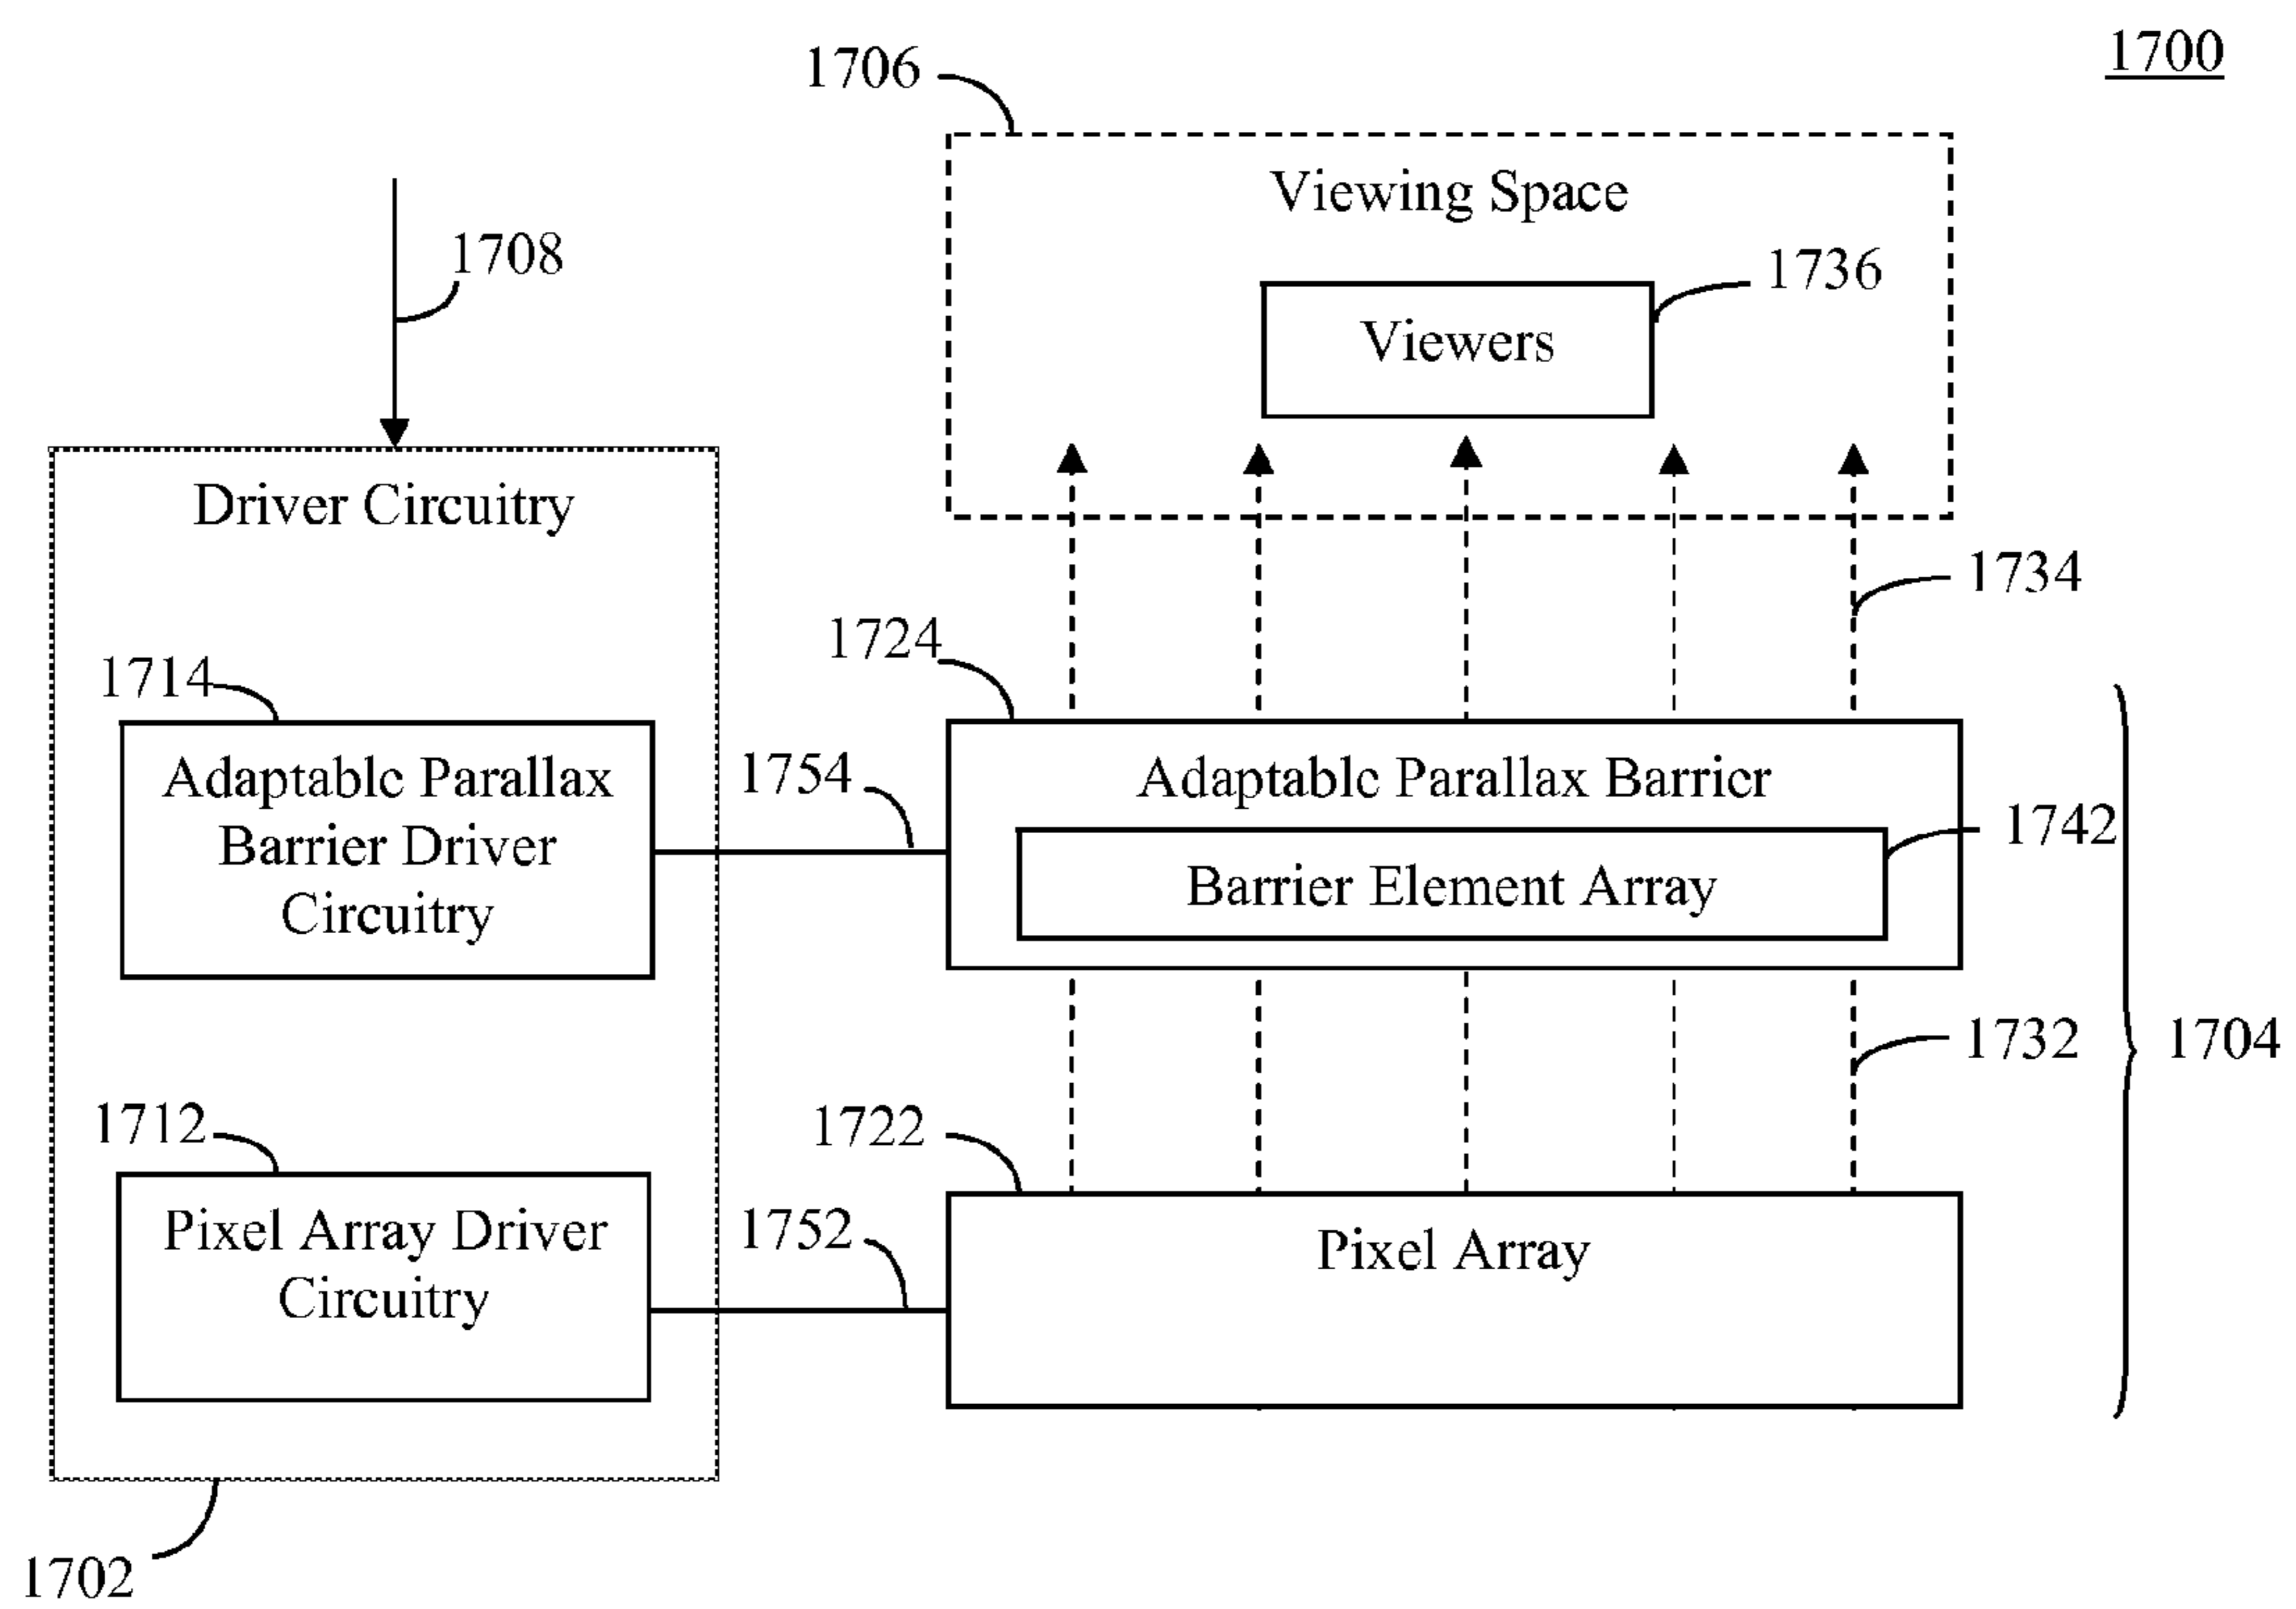 1700
1706
Viewing Space
1708
1736
Viewers
Driver Circuitry
1734
1724
1714
Adaptable Parallax
Barrier Driver
Circuitry
1754
Adaptable Parallax Barrier
1742
Barrier Element Array
1732
1704
1712
1722
Pixel Array Driver
Circuitry
1752
Pixel Array
1702